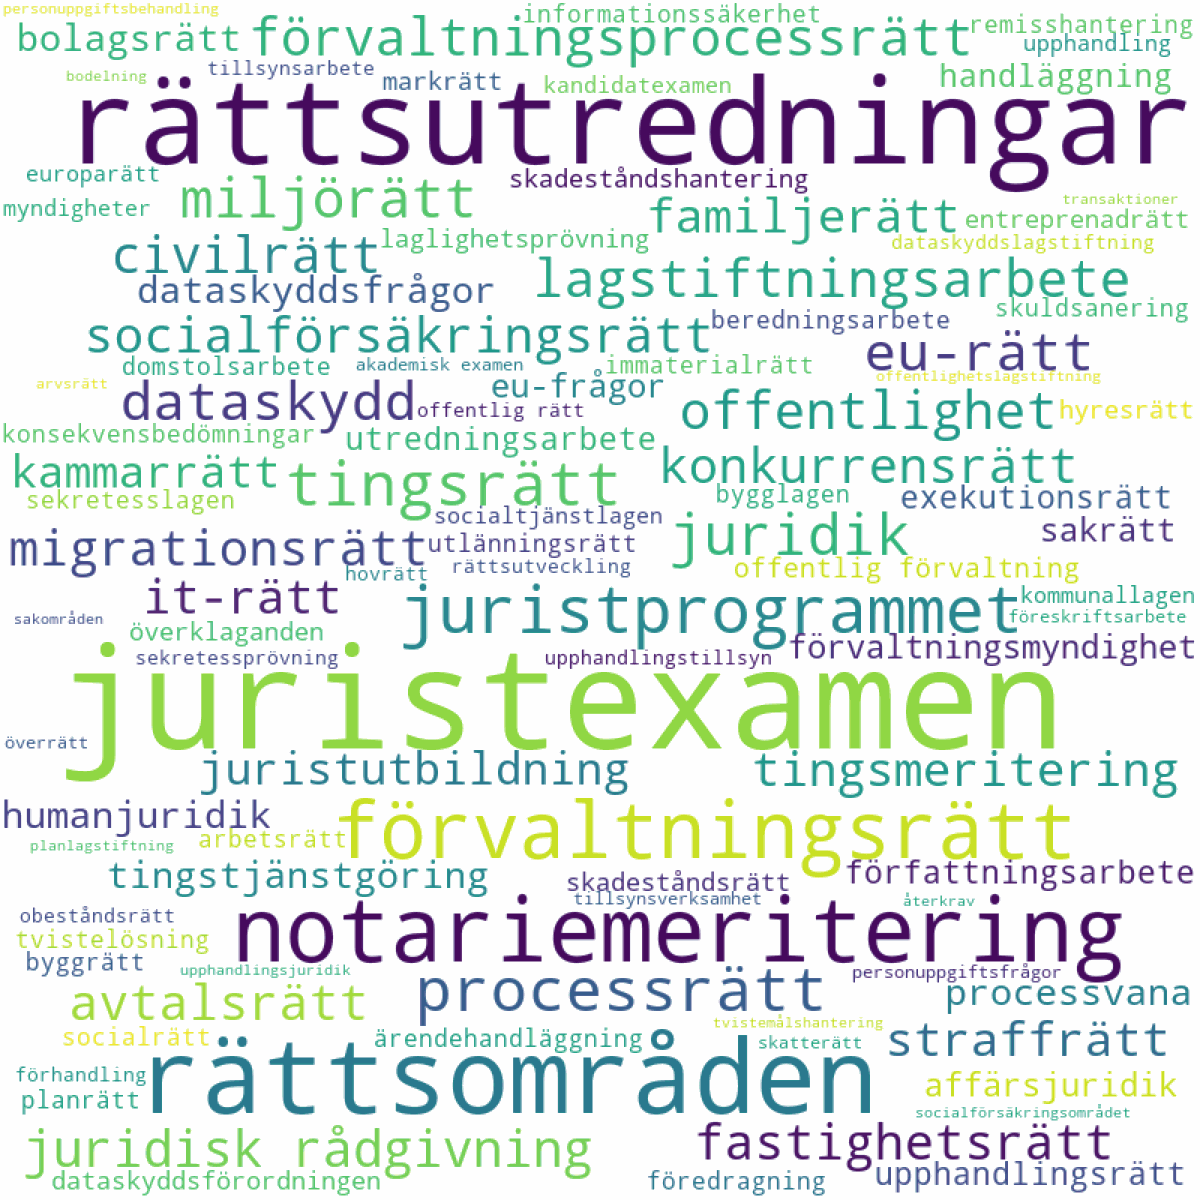 personuppgiftsbehandling
informationssäkerhet
bolagsrätt
förvaltningsprocessrätt
remisshantering
upphandling
bodelning
tillsynsarbete
markrätt
kandidatexamen
handläggning
rättsutredningar
europarätt
miljörätt
skadeståndshantering
myndigheter
familjerätt
transaktioner
entreprenadrätt
civilrätt
laglighetsprövning
dataskyddslagstiftning
dataskyddsfrågor
lagstiftningsarbete
skuldsanering
socialförsäkringsrätt
beredningsarbete
eu-rätt
domstolsarbete
akademisk examen
immaterialrätt
arvsrätt
dataskydd
eu-frågor
offentlighetslagstiftning
offentlig rätt
offentlighet
hyresrätt
konsekvensbedömningar
utredningsarbete
kammarrätt
tingsrätt
konkurrensrätt
sekretesslagen
bygglagen
exekutionsrätt
socialtjänstlagen
juridik
sakrätt
migrationsrätt
utlänningsrätt
hovrätt
rättsutveckling
offentlig förvaltning
it-rätt
juristprogrammet
kommunallagen
sakområden
föreskriftsarbete
överklaganden
förvaltningsmyndighet
sekretessprövning
upphandlingstillsyn
juristexamen
överrätt
juristutbildning
tingsmeritering
humanjuridik
förvaltningsrätt
arbetsrätt
planlagstiftning
tingstjänstgöring
skadeståndsrätt
författningsarbete
tillsynsverksamhet
återkrav
obeståndsrätt
notariemeritering
tvistelösning
byggrätt
upphandlingsjuridik
personuppgiftsfrågor
avtalsrätt
processrätt
processvana
tvistemålshantering
socialrätt
ärendehandläggning
skatterätt
straffrätt
förhandling
rättsområden
affärsjuridik
planrätt
socialförsäkringsområdet
juridisk rådgivning
fastighetsrätt
dataskyddsförordningen
föredragning
upphandlingsrätt